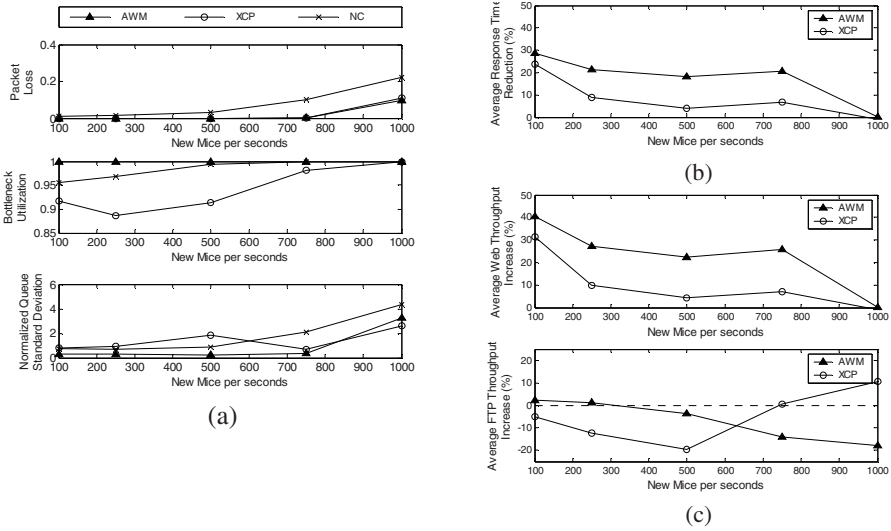 AWM XCP NC
0.4
0.2
0
Packet
Loss
100 200 300 400 500 600 700 800 900 1000
New Mice per seconds
1
0.95
0.9
0.85
Bottleneck
Utilization
100 200 300 400 500 600 700 800 900 1000
New Mice per seconds
6
4
2
0
Normalized Queue
Standard Deviation
100 200 300 400 500 600 700 800 900 1000
New Mice per seconds
(a)
50
40
30
20
10
0
Average Response Time
Reduction (%)
AWM
XCP
100 200 300 400 500 600 700 800 900 1000
New Mice per seconds
(b)
50
40
30
20
10
0
Average Web Throughput
Increase (%)
AWM
XCP
100 200 300 400 500 600 700 800 900 1000
New Mice per seconds
20
10
0
-10
-20
Average FTP Throughput
Increase (%)
AWM
XCP
100 200 300 400 500 600 700 800 900 1000
New Mice per seconds
(c)